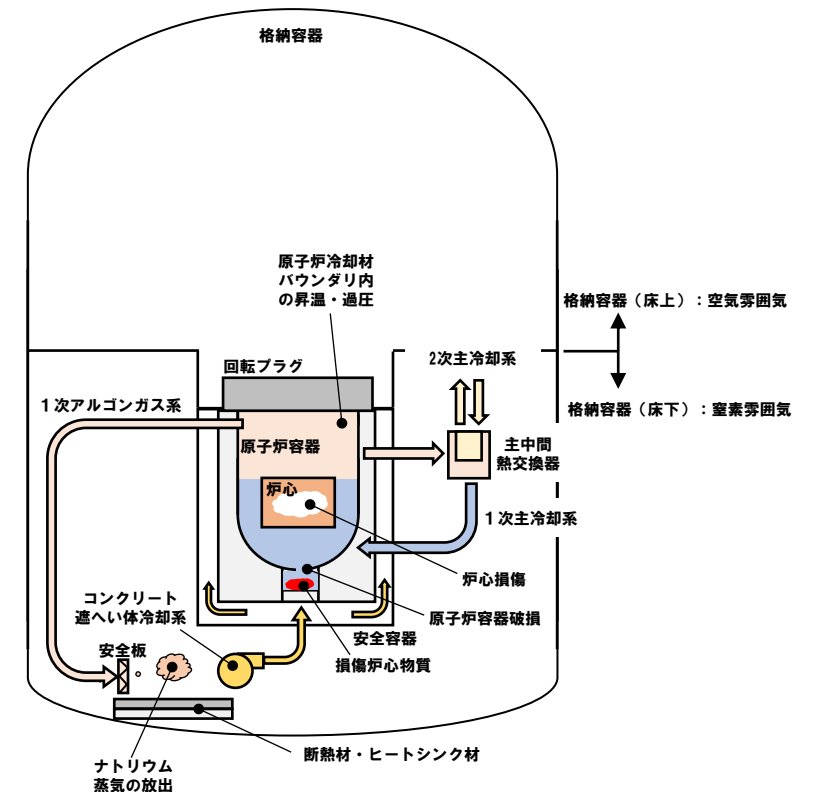 格納容器
原子炉冷却材
バウンダリ内
の昇温・過圧
格納容器（床上）：空気雰囲気
2次主冷却系
回転プラグ
1次アルゴンガス系
格納容器（床下）：窒素雰囲気
原子炉容器
主中間
熱交換器
炉心
1次主冷却系
炉心損傷
コンクリート
遮へい体冷却系
原子炉容器破損
安全容器
安全板
損傷炉心物質
断熱材・ヒートシンク材
ナトリウム
蒸気の放出